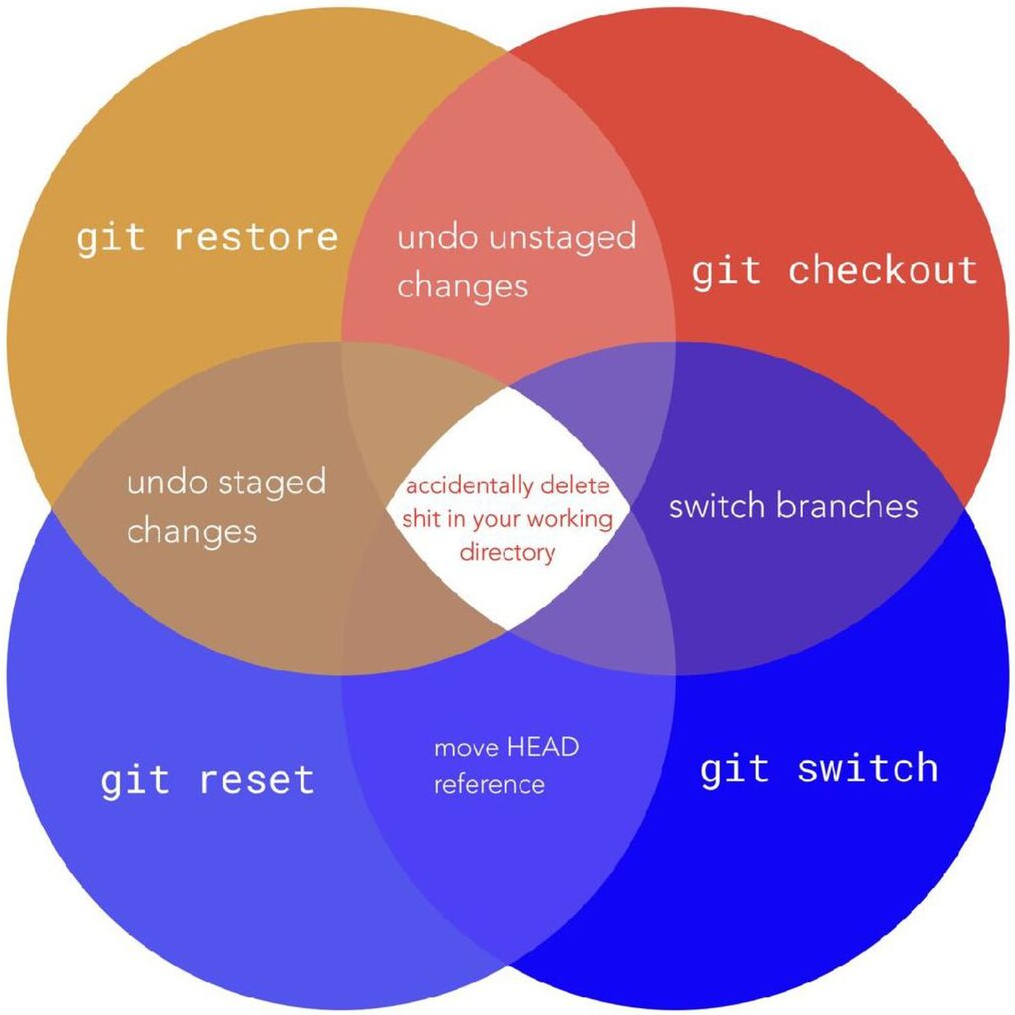 git restore
undo unstaged
changes
git checkout
undo staged
changes
accidentally delete
shit in your working
directory
switch branches
move HEAD
reference
git reset
git switch